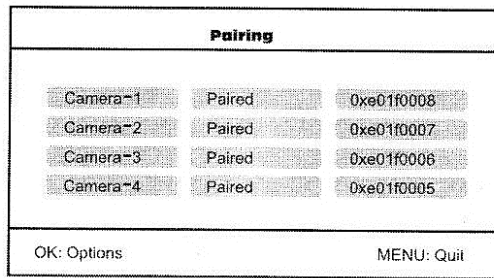 Pairing
Camera-1 Paired 0xe01f0008
Camera-2 Paired 0xe01f0007
Camera-3 Paired 0xe01f0006
Camera-4 Paired 0xe01f0005
OK: Options MENU: Quit